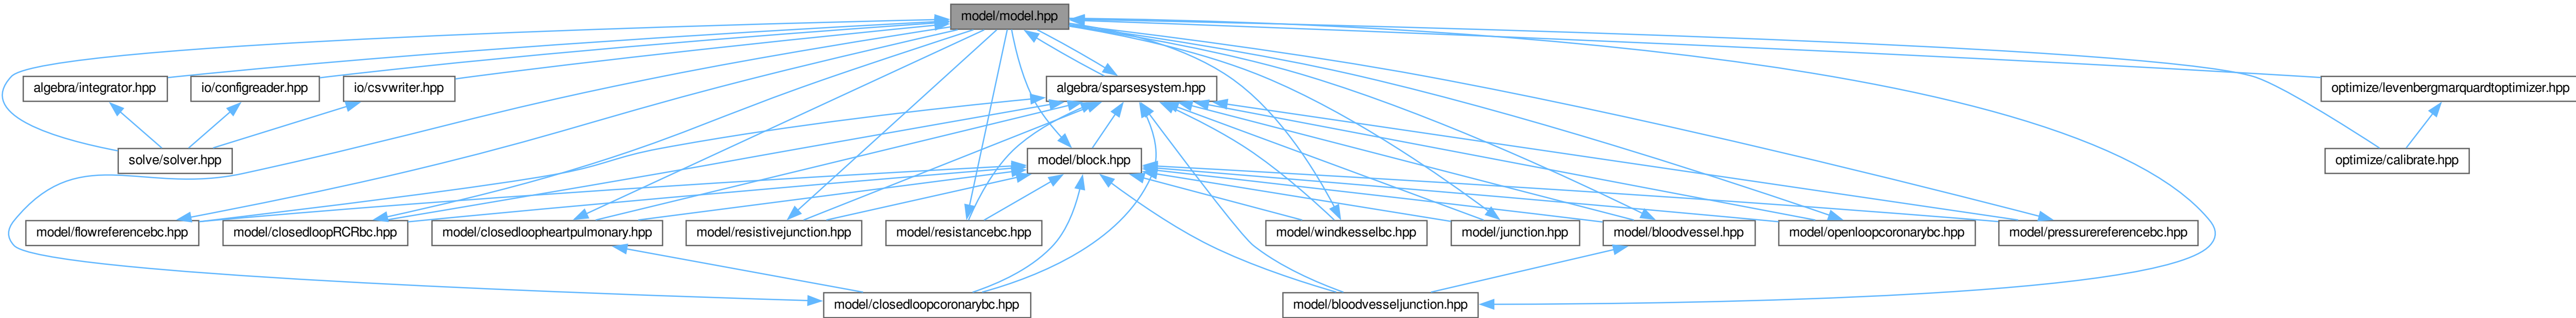 model/model.hpp
algebra/integrator.hpp
io/configreader.hpp
io/csvwriter.hpp
algebra/sparsesystem.hpp
optimize/levenbergmarquardtoptimizer.hpp
solve/solver.hpp
model/block.hpp
optimize/calibrate.hpp
model/flowreferencebc.hpp
model/closedloopRCRbc.hpp
model/closedloopheartpulmonary.hpp
model/resistivejunction.hpp
model/resistancebc.hpp
model/windkesselbc.hpp
model/junction.hpp
model/bloodvessel.hpp
model/openloopcoronarybc.hpp
model/pressurereferencebc.hpp
model/closedloopcoronarybc.hpp
model/bloodvesseljunction.hpp